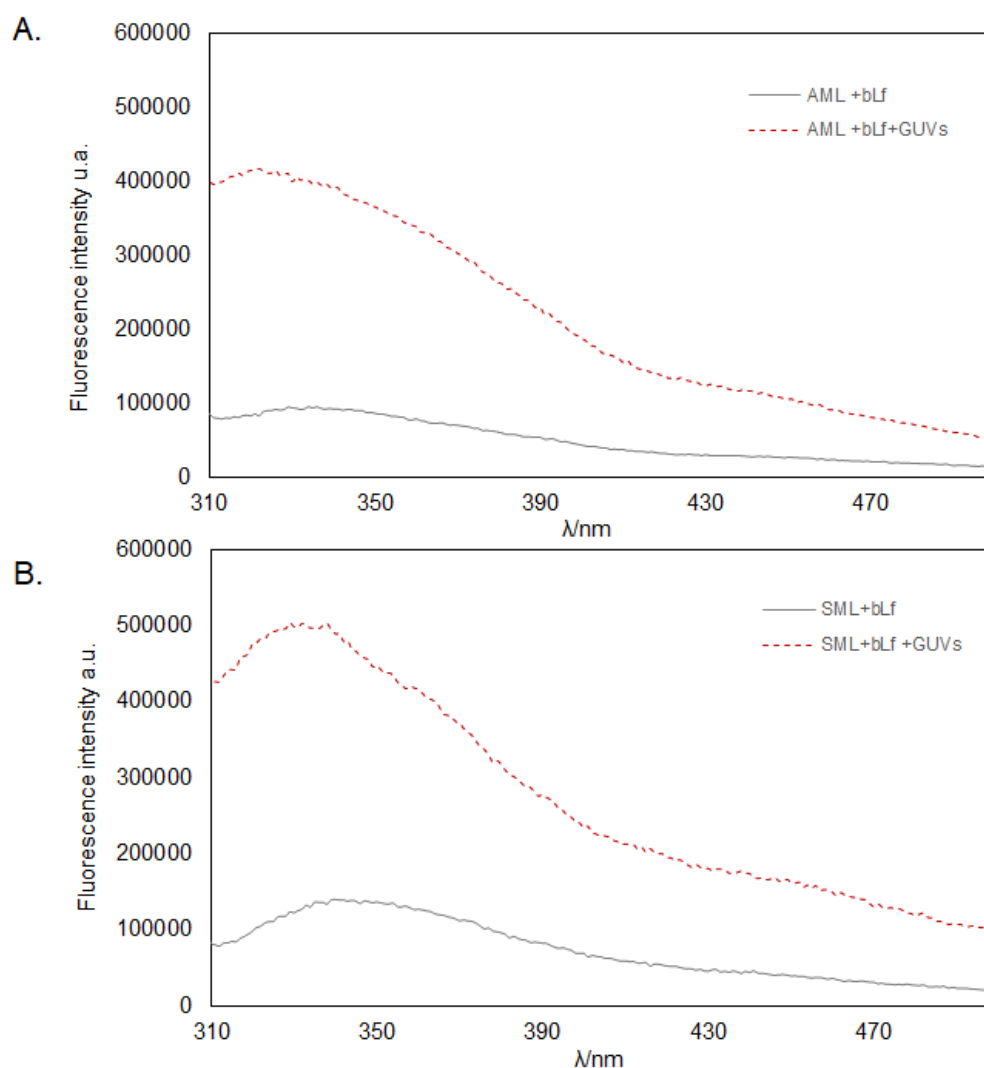 A.
600000
500000
400000
300000
200000
100000
0
Fluorescence intensity u.a.
AML +bLf
AML +bLf+GUVs
310 350 390 430 470
λ/nm
B.
600000
500000
400000
300000
200000
100000
0
Fluorescence intensity a.u.
SML+bLf
SML+bLf +GUVs
310 350 390 430 470
λ/nm